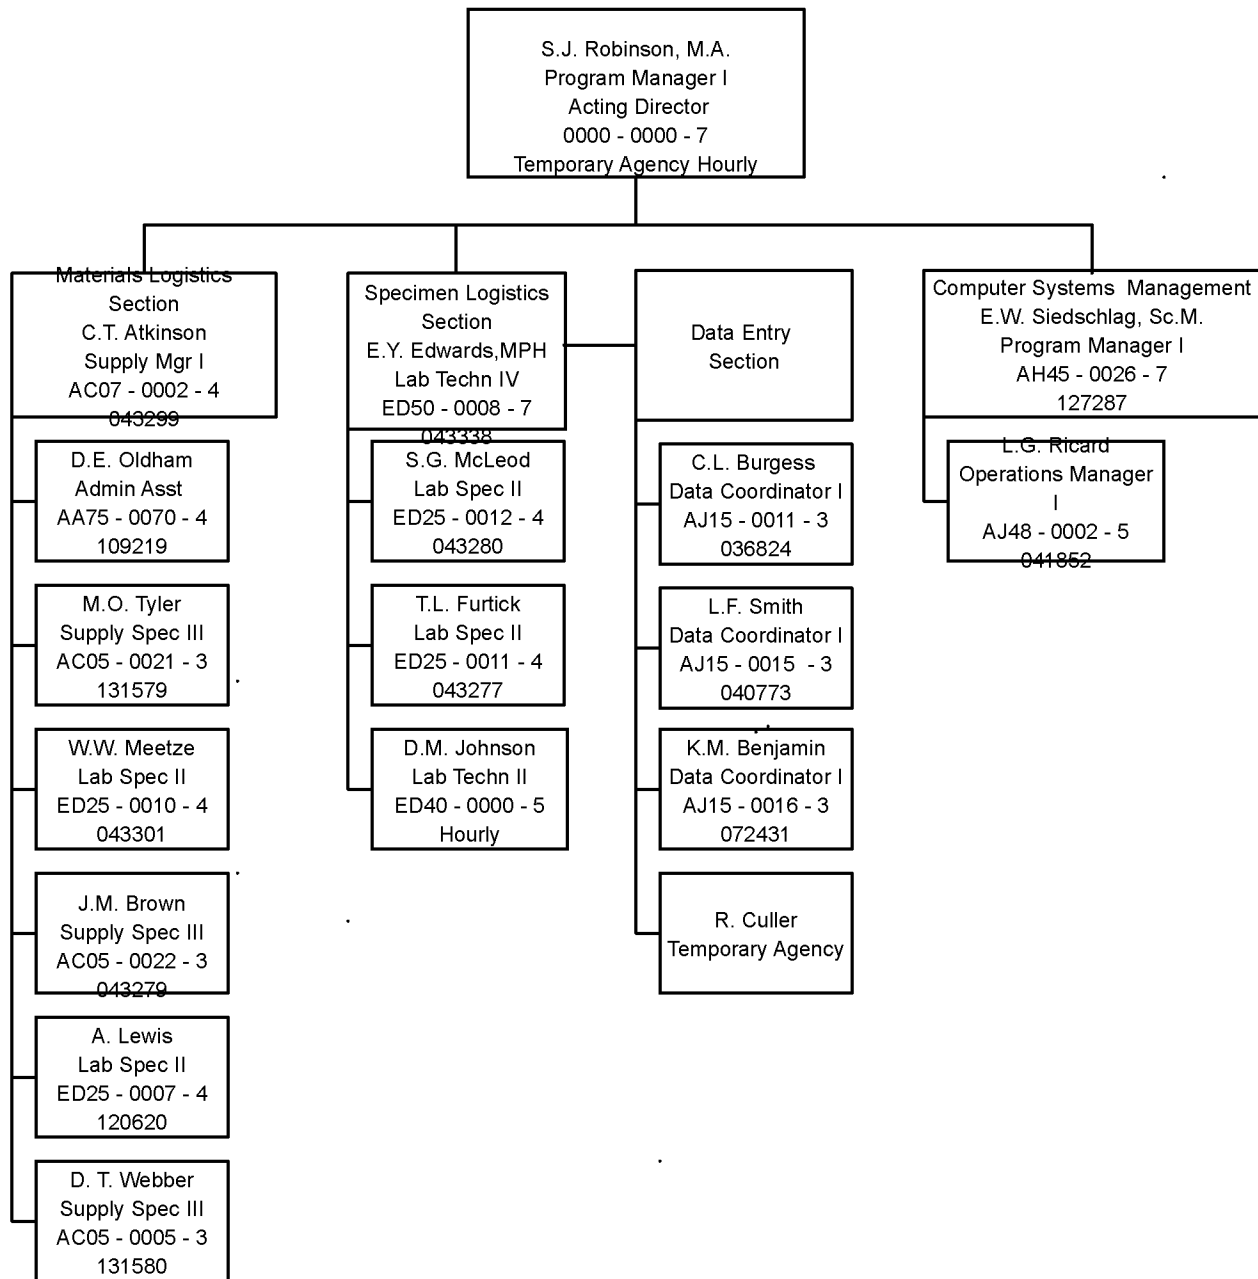 S.J. Robinson, M.A.
Program Manager I
Acting Director
0000 - 0000 - 7
Temporary Agency Hourly
Materials Logistics
Section
C.T. Atkinson
Supply Mgr I
AC07 - 0002 - 4
043299
D.E. Oldham
Admin Asst
AA75 - 0070 - 4
109219
M.O. Tyler
Supply Spec III
AC05 - 0021 - 3
131579
W.W. Meetze
Lab Spec II
ED25 - 0010 - 4
043301
J.M. Brown
Supply Spec III
AC05 - 0022 - 3
043279
A. Lewis
Lab Spec II
ED25 - 0007 - 4
120620
D. T. Webber
Supply Spec III
AC05 - 0005 - 3
131580
Specimen Logistics
Section
E.Y. Edwards,MPH
Lab Techn IV
ED50 - 0008 - 7
043338
S.G. McLeod
Lab Spec II
ED25 - 0012 - 4
043280
T.L. Furtick
Lab Spec II
ED25 - 0011 - 4
043277
D.M. Johnson
Lab Techn II
ED40 - 0000 - 5
Hourly
Data Entry
Section
C.L. Burgess
Data Coordinator I
AJ15 - 0011 - 3
036824
L.F. Smith
Data Coordinator I
AJ15 - 0015  - 3
040773
K.M. Benjamin
Data Coordinator I
AJ15 - 0016 - 3
072431
R. Culler
Temporary Agency
Computer Systems  Management
E.W. Siedschlag, Sc.M.
Program Manager I
AH45 - 0026 - 7
127287
L.G. Ricard
Operations Manager
I
AJ48 - 0002 - 5
041852